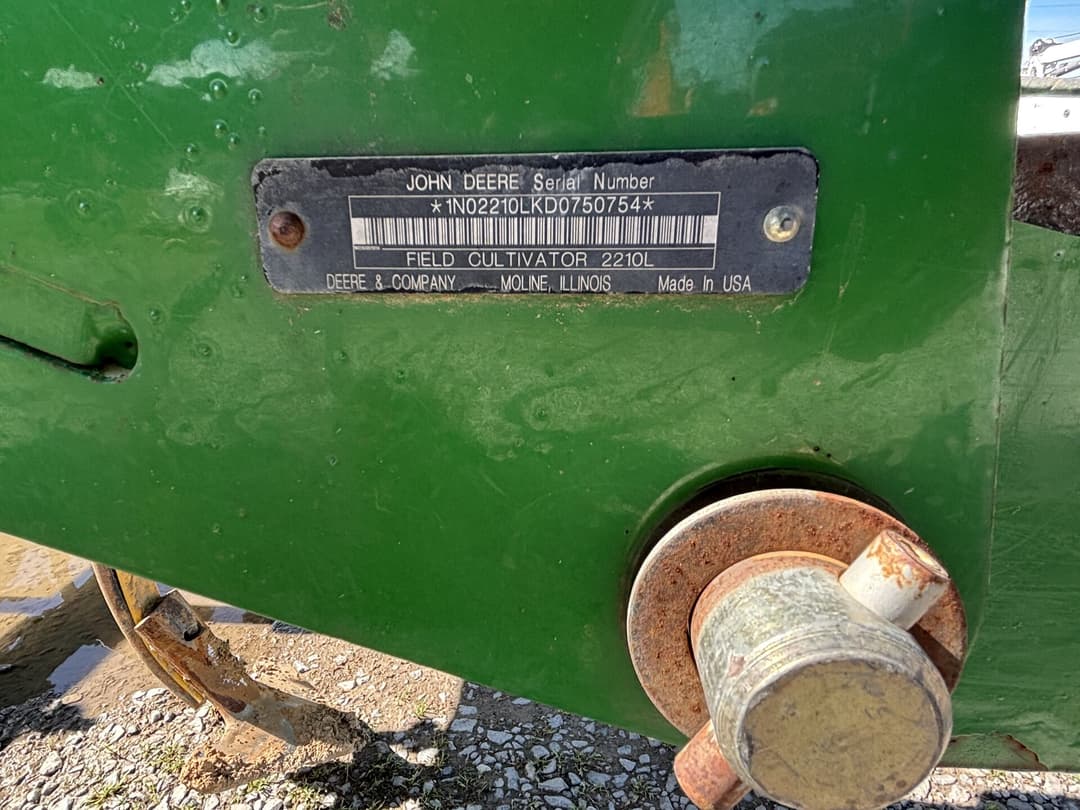 JOHN DEERE Serial Number
*1N02210LKD0750754*
FIELD CULTIVATOR 2210L
DEERE & COMPANY MOLINE, ILLINOIS Made In USA